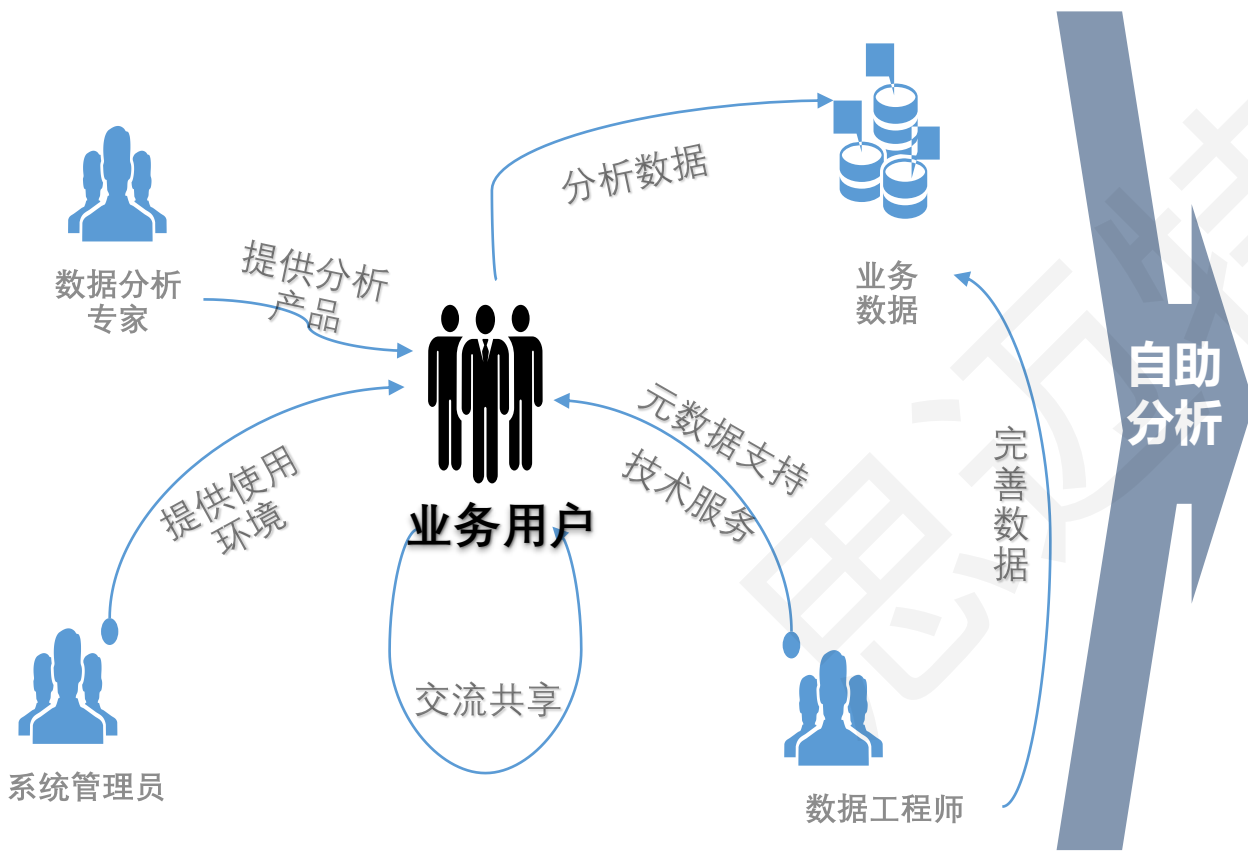 分析数据
提供分析
产品
数据分析
专家
业务
数据
自助
分析
元数据支持
技术服务
提供使用
环境
业务用户
完善数据
交流共享
系统管理员
数据工程师
思迈特